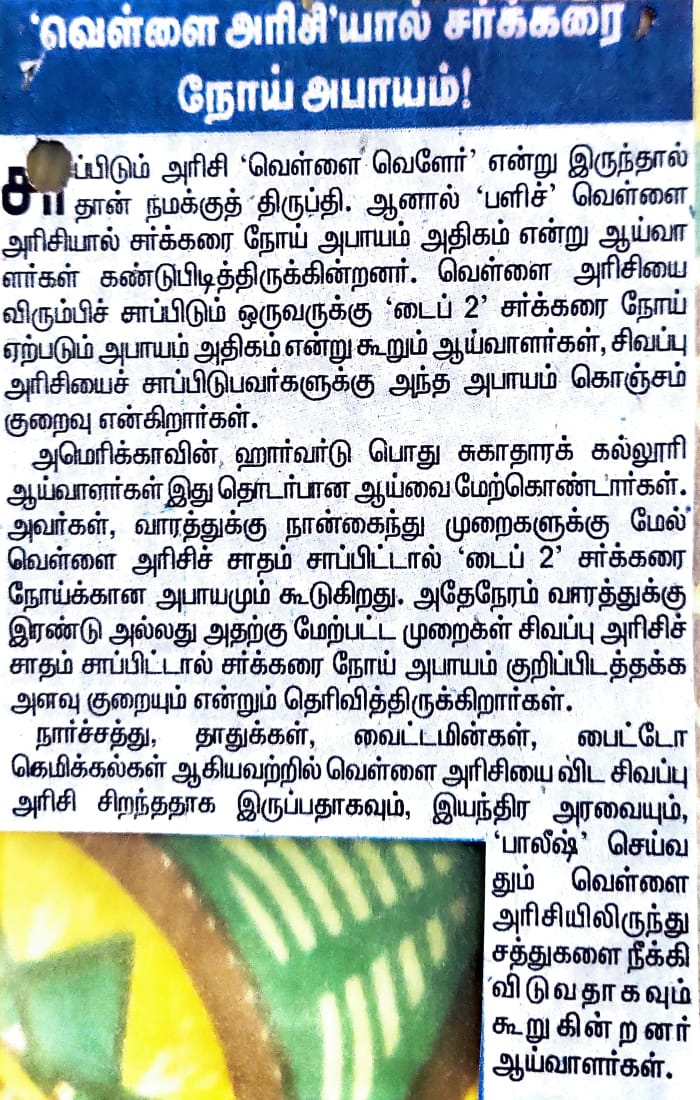 ‘வெள்ளை அரிசி’யால் சர்க்கரை
நோய் அபாயம்!
சாப்பிடும் அரிசி ‘வெள்ளை வெளேர்’ என்று இருந்தால்
தான் நமக்குத் திருப்தி. ஆனால் ‘பளிச்’ வெள்ளை
அரிசியால் சர்க்கரை நோய் அபாயம் அதிகம் என்று ஆய்வா
ளர்கள் கண்டுபிடித்திருக்கின்றனர். வெள்ளை அரிசியை
விரும்பிச் சாப்பிடும் ஒருவருக்கு ‘டைப் 2’ சர்க்கரை நோய்
ஏற்படும் அபாயம் அதிகம் என்று கூறும் ஆய்வாளர்கள், சிவப்பு
அரிசியைச் சாப்பிடுபவர்களுக்கு அந்த அபாயம் கொஞ்சம்
குறைவு என்கிறார்கள்.
அமெரிக்காவின் ஹார்வர்டு பொது சுகாதாரக் கல்லூரி
ஆய்வாளர்கள் இது தொடர்பான ஆய்வை மேற்கொண்டார்கள்.
அவர்கள், வாரத்துக்கு நான்கைந்து முறைகளுக்கு மேல்
வெள்ளை அரிசிச் சாதம் சாப்பிட்டால் ‘டைப் 2’ சர்க்கரை
நோய்க்கான அபாயமும் கூடுகிறது. அதேநேரம் வாரத்துக்கு
இரண்டு அல்லது அதற்கு மேற்பட்ட முறைகள் சிவப்பு அரிசிச்
சாதம் சாப்பிட்டால் சர்க்கரை நோய் அபாயம் குறிப்பிடத்தக்க
அளவு குறையும் என்றும் தெரிவித்திருக்கிறார்கள்.
நார்ச்சத்து, தாதுக்கள், வைட்டமின்கள், பைட்டோ
கெமிக்கல்கள் ஆகியவற்றில் வெள்ளை அரிசியை விட சிவப்பு
அரிசி சிறந்ததாக இருப்பதாகவும், இயந்திர அரவையும்,
‘பாலீஷ்’ செய்வ
தும் வெள்ளை
அரிசியிலிருந்து
சத்துகளை நீக்கி
விடுவதாகவும்
கூறுகின்றனர்
ஆய்வாளர்கள்.